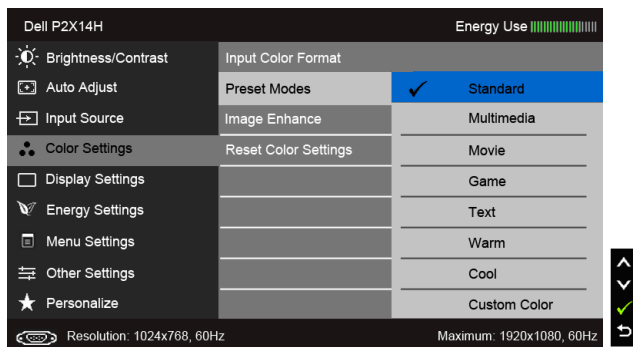 Dell P2X14H
Energy Use
Brightness/Contrast
Auto Adjust
Input Source
Color Settings
Display Settings
Energy Settings
Menu Settings
Other Settings
Personalize
Input Color Format
Preset Modes
Image Enhance
Reset Color Settings
Standard
Multimedia
Movie
Game
Text
Warm
Cool
Custom Color
Resolution: 1024x768, 60Hz
Maximum: 1920x1080, 60Hz